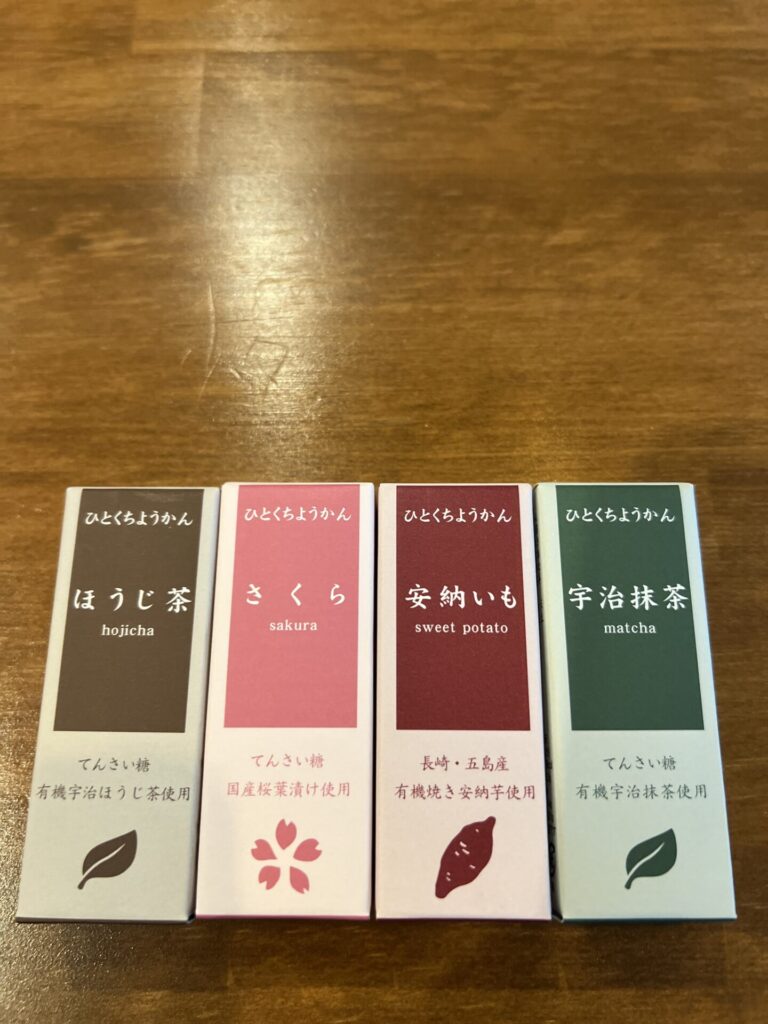 ひとくちようかん
ほうじ茶
hojicha
てんさい糖
有機宇治ほうじ茶使用
ひとくちようかん
さくら
sakura
てんさい糖
国産桜葉漬け使用
ひとくちようかん
安納いも
sweet potato
長崎・五島産
有機焼き安納芋使用
ひとくちようかん
宇治抹茶
matcha
てんさい糖
有機宇治抹茶使用